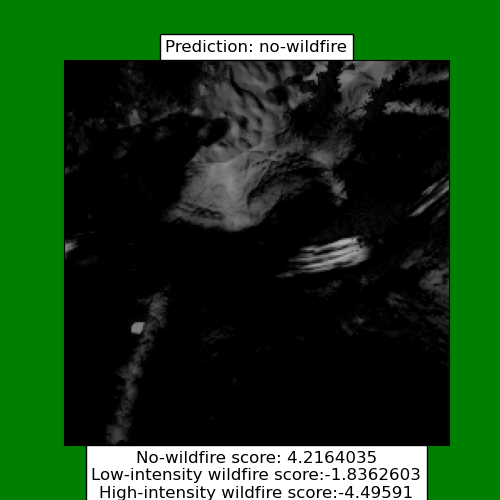 Prediction: no-wildfire
No-wildfire score: 4.2164035
Low-intensity wildfire score:-1.8362603
High-intensity wildfire score:-4.49591